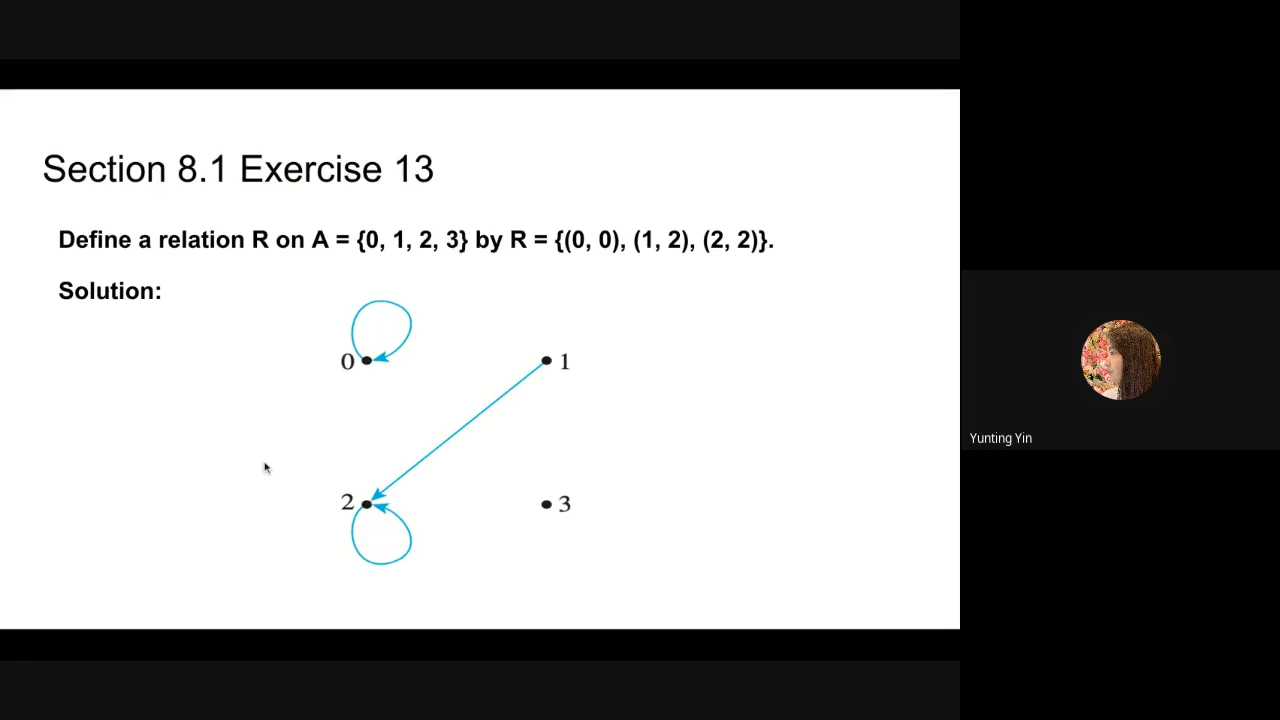 Section 8.1 Exercise 13
Define a relation R on A = {0, 1, 2, 3} by R = {(0, 0), (1, 2), (2, 2)}.
Solution:
0
1
2
3
Yunting Yin